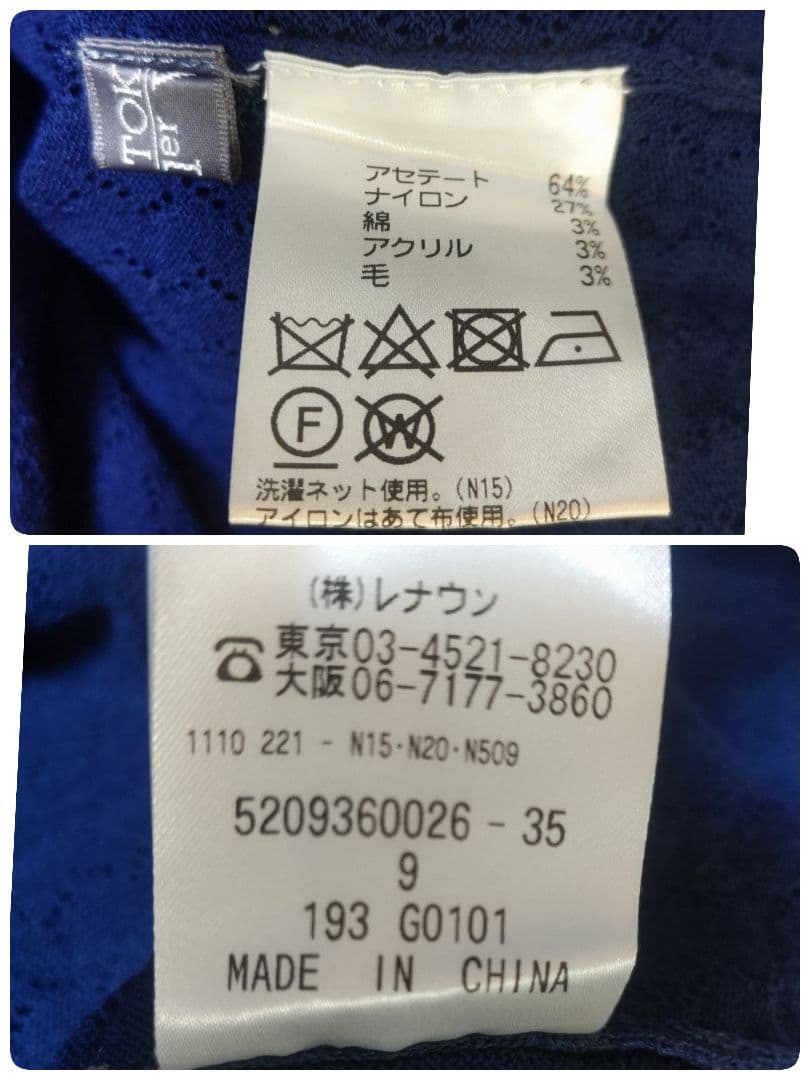 TOK
ler
アセテート 64%
ナイロン 27%
綿 3%
アクリル 3%
毛 3%
F
W
洗濯ネット使用。(N15)
アイロンはあて布使用。(N20)
(株)レナウン
東京03-4521-8230
大阪06-7177-3860
1110 221 - N15·N20·N509
5209360026 - 35
9
193 G0101
MADE IN CHINA